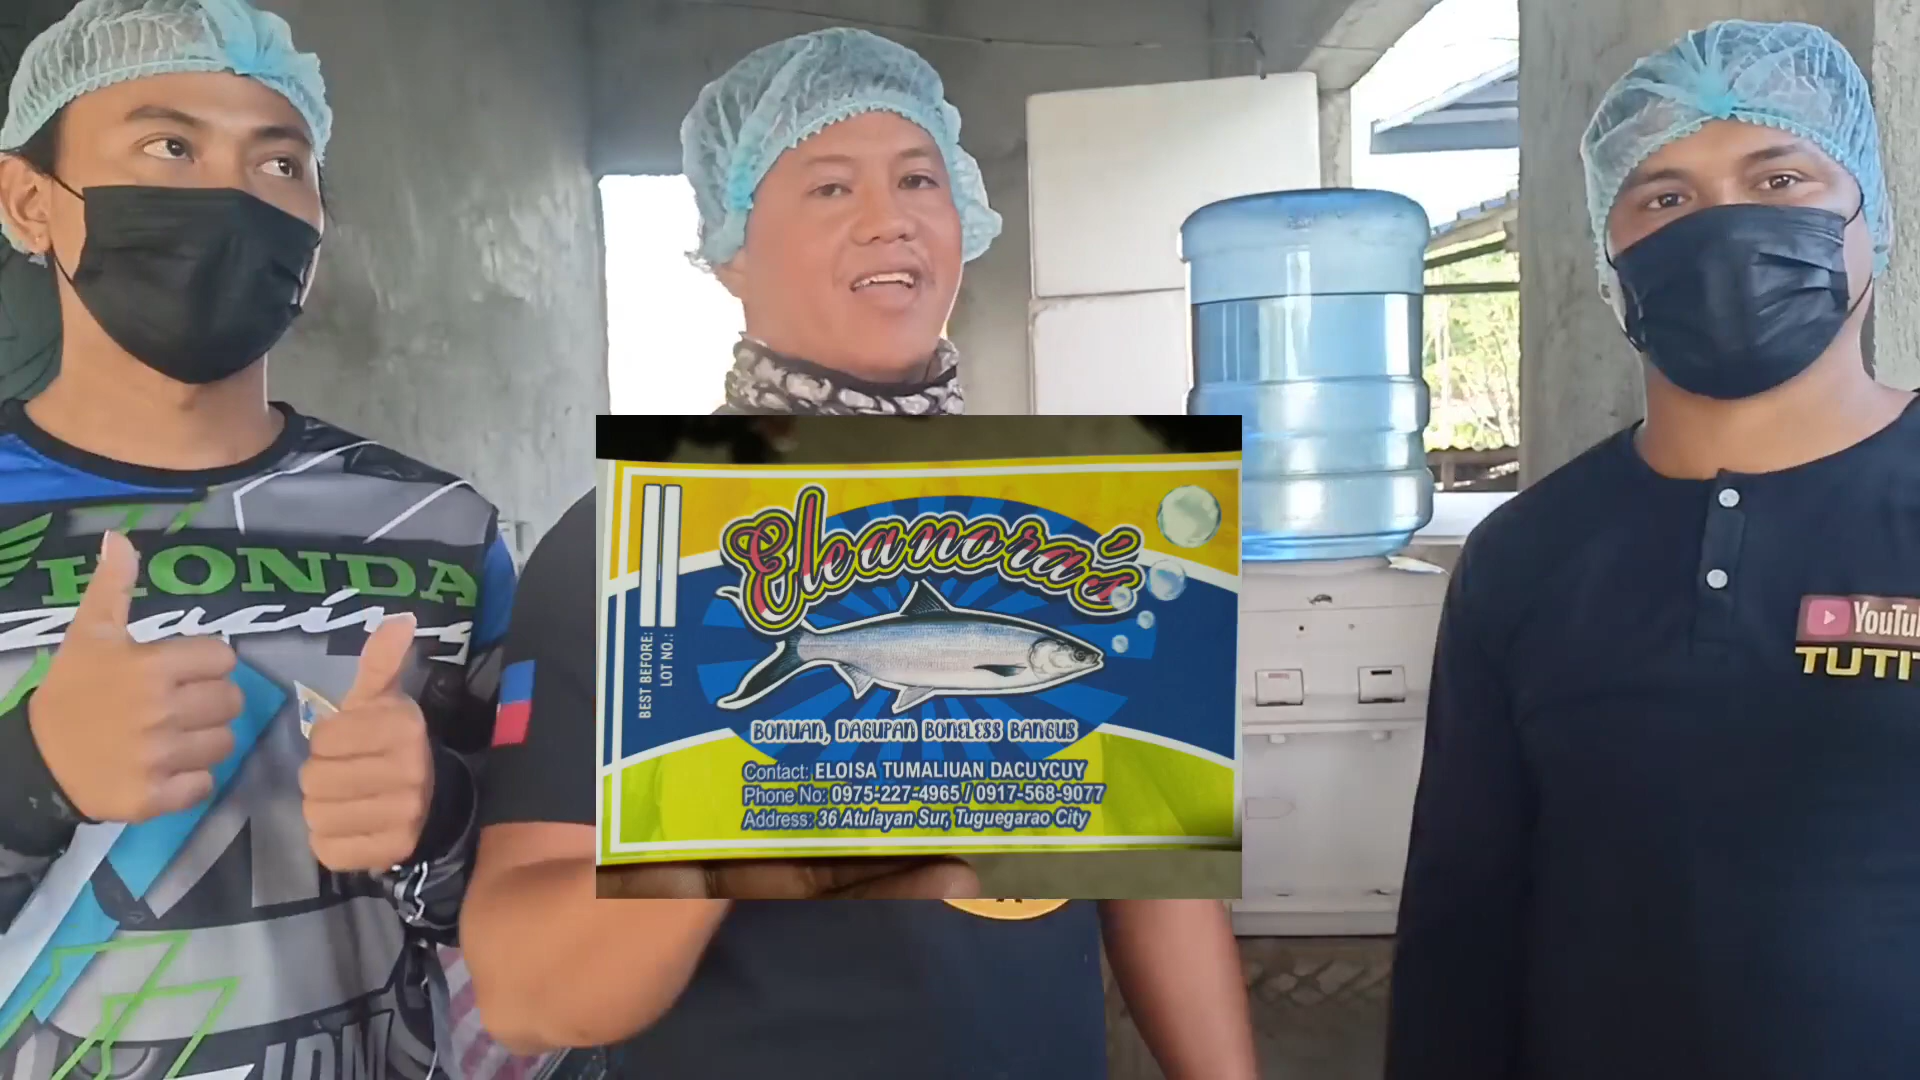 HONDA
Racing
Eleanora's
BEST BEFORE:
LOT NO.:
BONUAN, DAGUPAN BONELESS BANGUS
Contact: ELOISA TUMALIUAN DACUYCUY
Phone No: 0975-227-4965 / 0917-568-9077
Address: 36 Atulayan Sur, Tuguegarao City
YouTu
TUTI